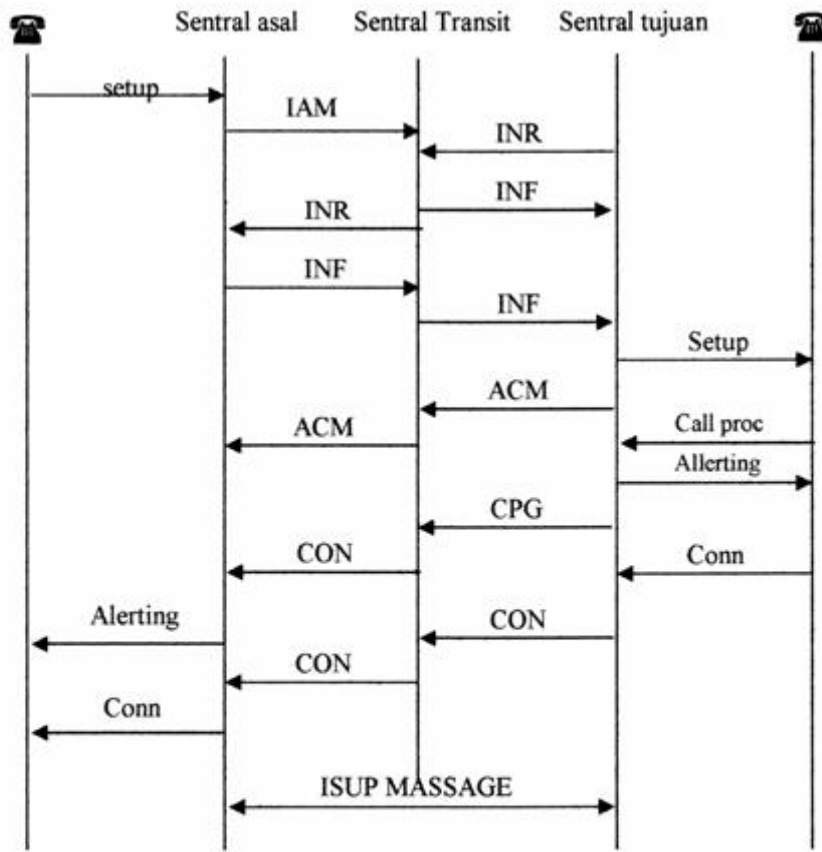 Sentral asal Sentral Transit Sentral tujuan
setup
IAM
INR
INF
INR
INF
INF
Setup
ACM
Call proc
ACM
Allerting
CPG
CON
Conn
Alerting
CON
CON
Conn
ISUP MASSAGE